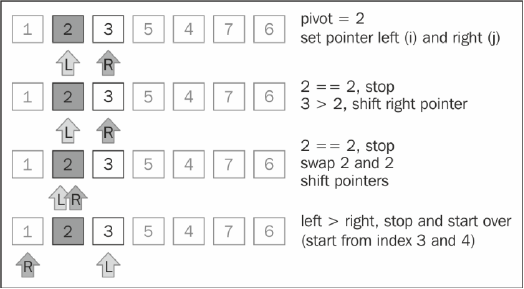 1 2 3 5 4 7 6
pivot = 2
set pointer left (i) and right (j)
L R
1 2 3 5 4 7 6
2 == 2, stop
3 > 2, shift right pointer
L R
1 2 3 5 4 7 6
2 == 2, stop
swap 2 and 2
shift pointers
L R
1 2 3 5 4 7 6
left > right, stop and start over
(start from index 3 and 4)
R L